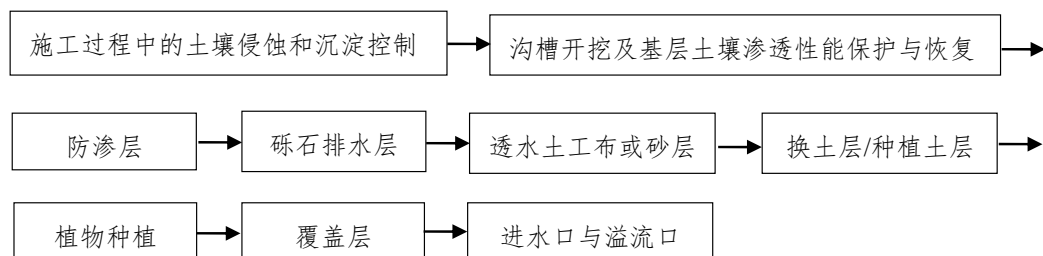 施工过程中的土壤侵蚀和沉淀控制 沟槽开挖及基层土壤渗透性能保护与恢复
防渗层 砾石排水层 透水土工布或砂层 换土层/种植土层
植物种植 覆盖层 进水口与溢流口